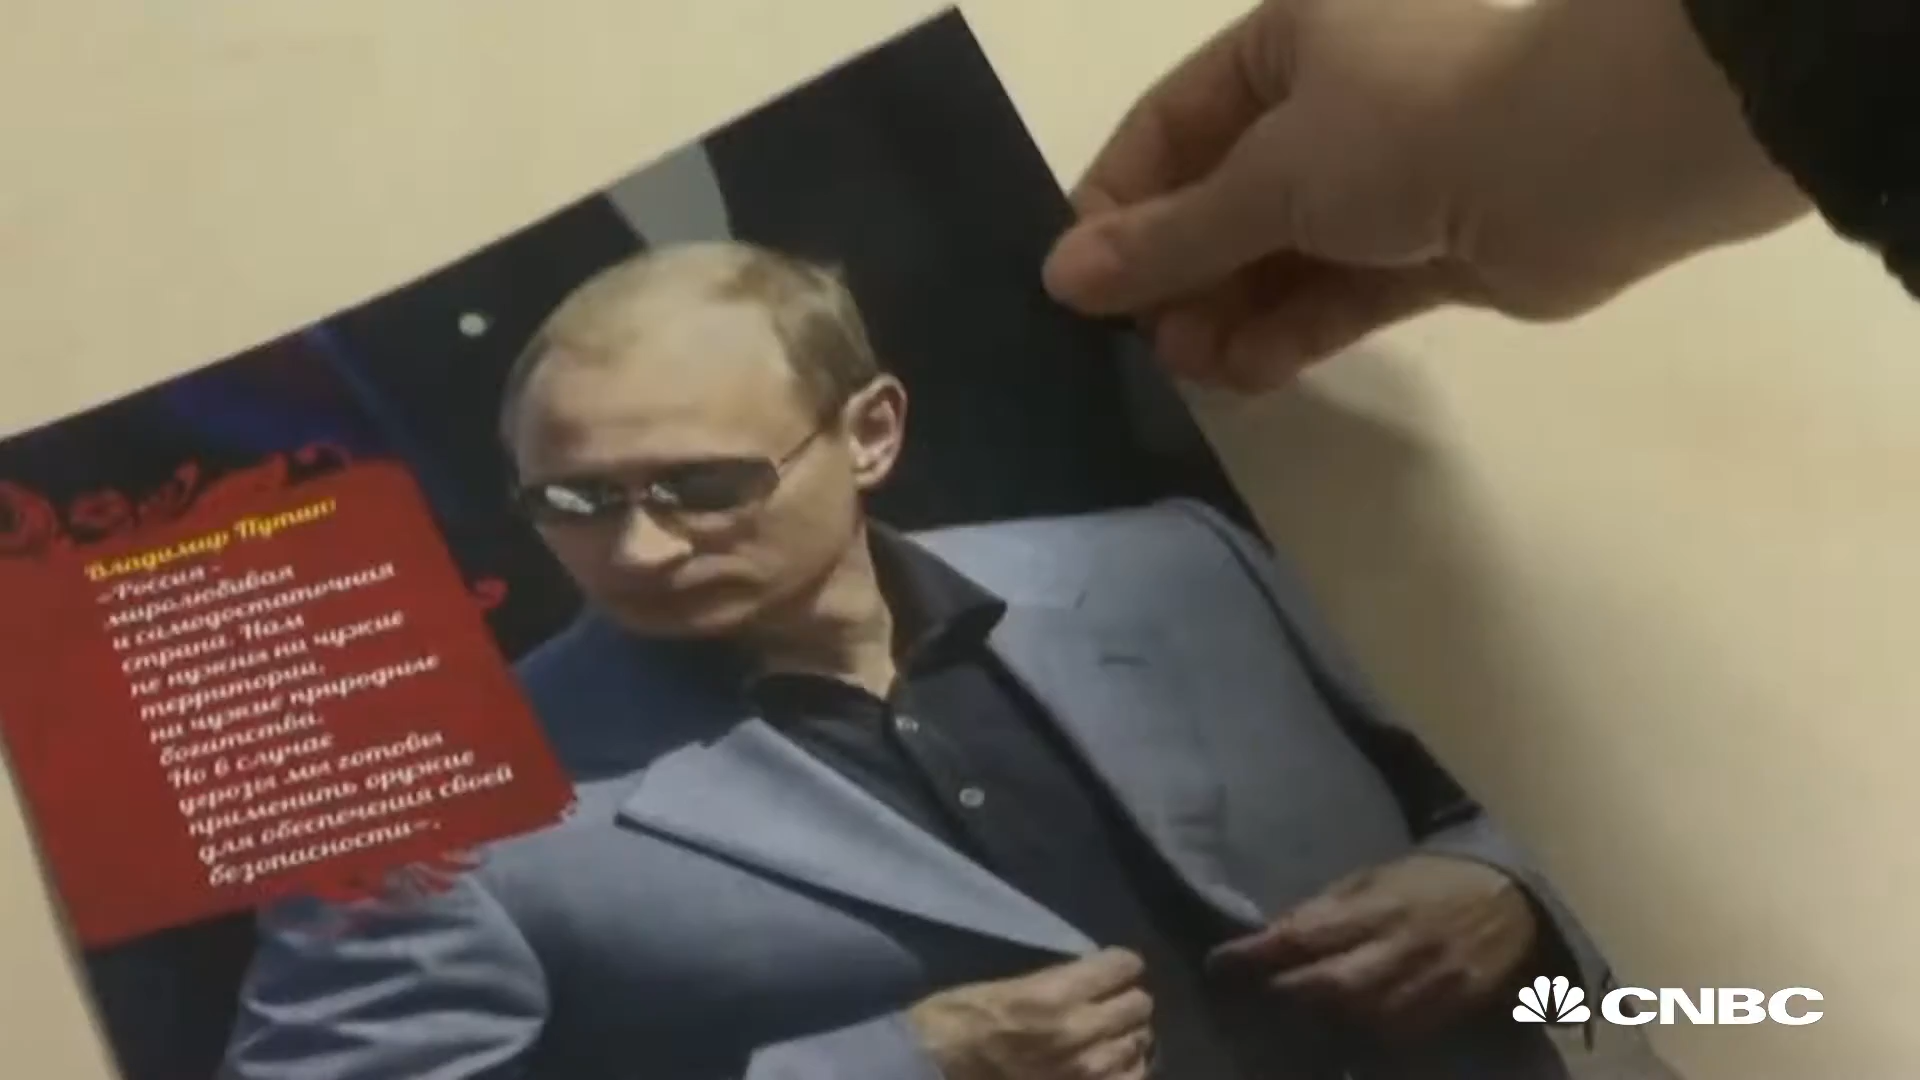 Владимир Путин:
«Россия -
миролюбивая
и самодостаточная
страна. Нам
не нужны ни чужие
территории,
ни чужие природные
богатства.
Но в случае
угрозы мы готовы
применить оружие
для обеспечения своей
безопасности».
CNBC